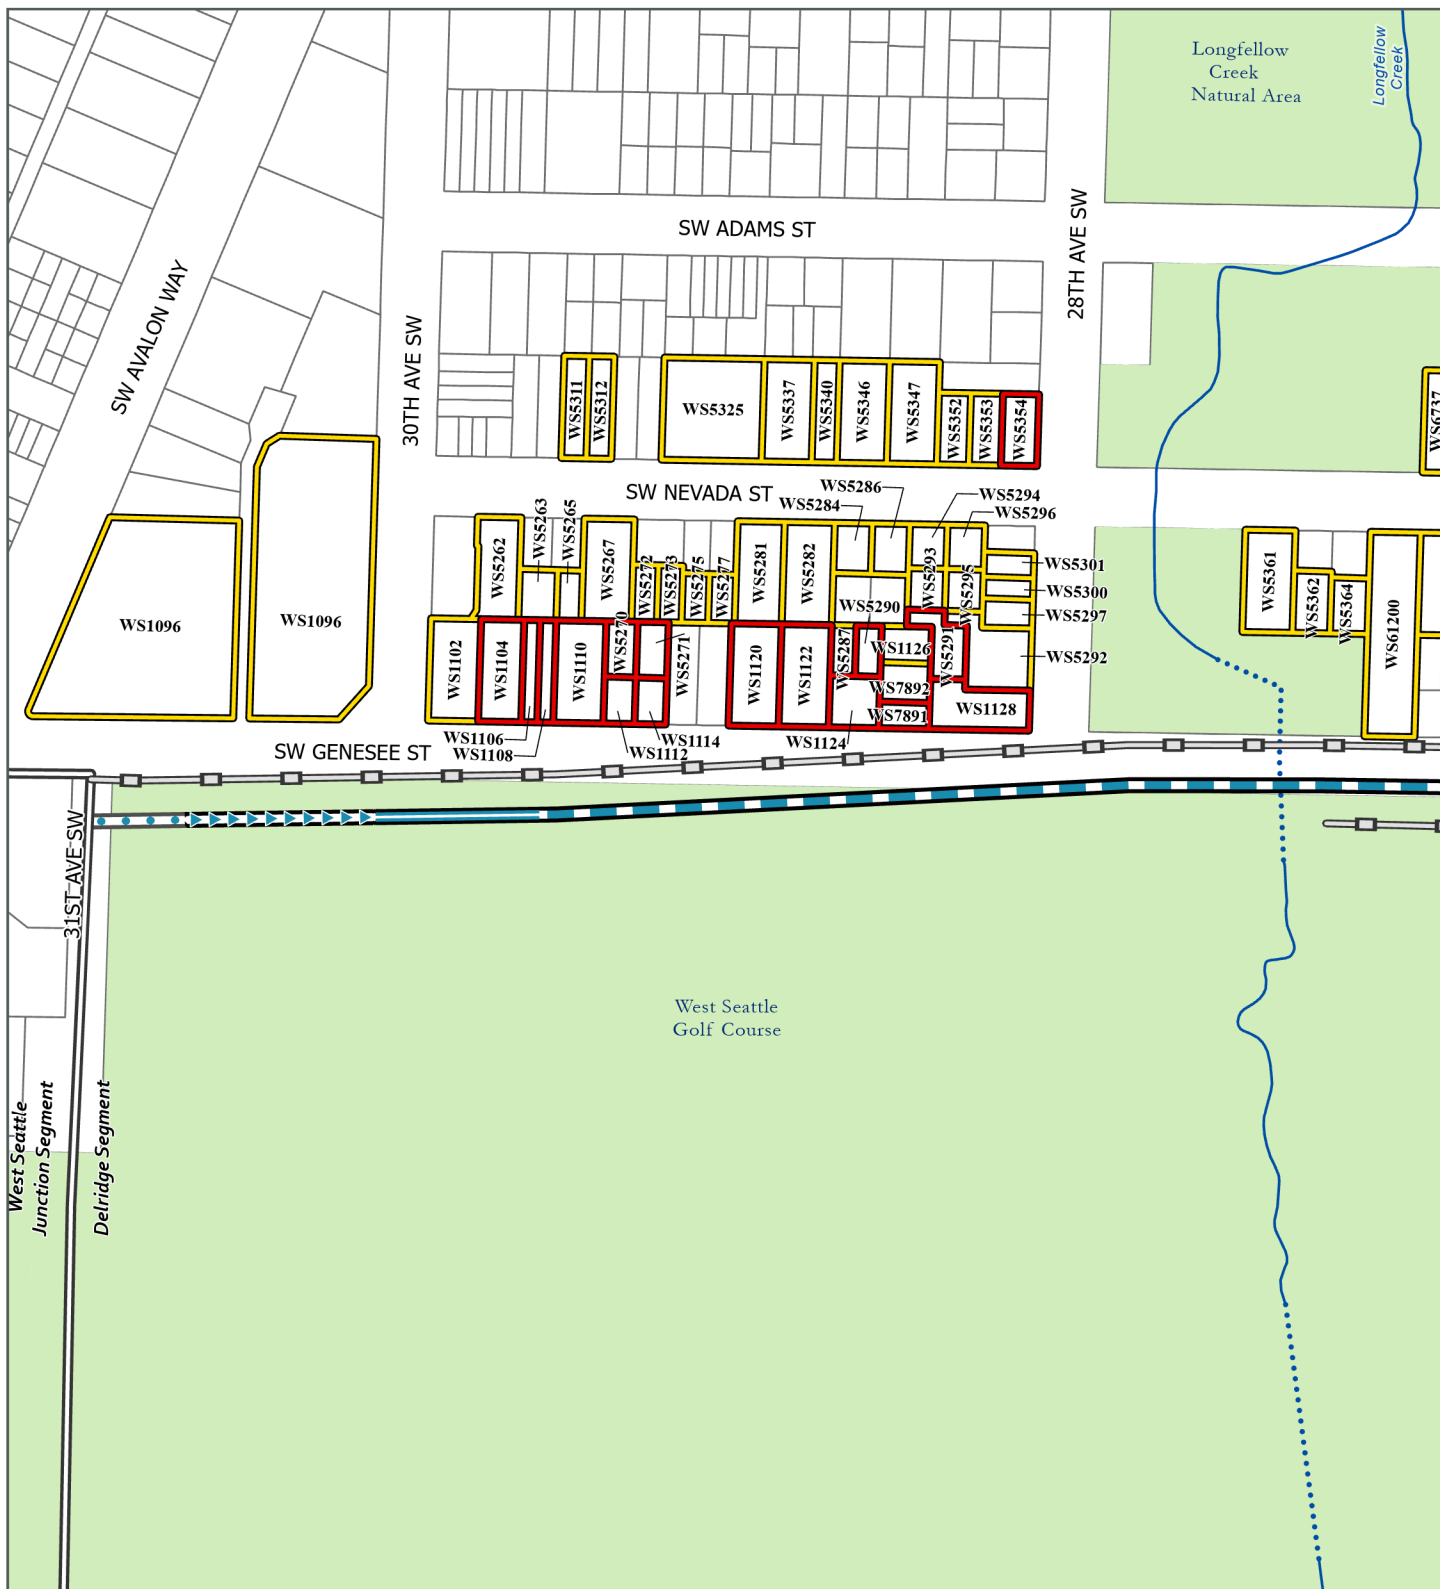 Longfellow
Creek
Natural Area
Longfellow
Creek
SW ADAMS ST
28TH AVE SW
SW AVALON WAY
30TH AVE SW
WS5311
WS5312
WS5325
WS5337
WS5340
WS5346
WS5347
WS5352
WS5353
WS5354
WS6737
SW NEVADA ST
WS5286
WS5284
WS5294
WS5296
WS5263
WS5265
WS5262
WS5267
WS5272
WS5273
WS5275
WS5277
WS5281
WS5282
WS5293
WS5295
WS5301
WS5300
WS5297
WS5292
WS5290
WS5361
WS5362
WS5364
WS61200
WS1096
WS1096
WS1102
WS1104
WS1110
WS5270
WS5271
WS1120
WS1122
WS5287
WS1126
WS5291
WS7892
WS7891
WS1128
WS1106
WS1108
WS1114
WS1112
WS1124
SW GENESEE ST
31ST AVE SW
West Seattle
Golf Course
West Seattle
Junction Segment
Delridge Segment